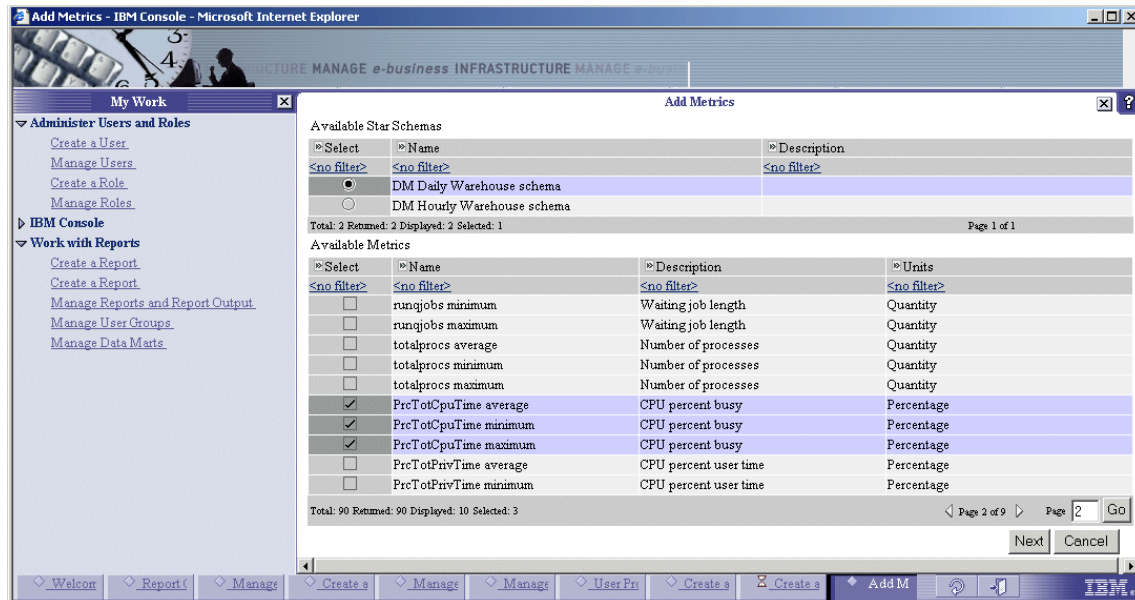 Add Metrics - IBM Console - Microsoft Internet Explorer
3
4
5
6
CTURE MANAGE e-business INFRASTRUCTURE MANAGE e-busin
My Work
Add Metrics
?
Administer Users and Roles
Create a User
Manage Users
Create a Role
Manage Roles
IBM Console
Work with Reports
Create a Report
Create a Report
Manage Reports and Report Output
Manage User Groups
Manage Data Marts
Available Star Schemas
Select Name Description
<no filter> <no filter> <no filter>
DM Daily Warehouse schema
DM Hourly Warehouse schema
Total: 2 Returned: 2 Displayed: 2 Selected: 1 Page 1 of 1
Available Metrics
Select Name Description Units
<no filter> <no filter> <no filter> <no filter>
runqjobs minimum Waiting job length Quantity
runqjobs maximum Waiting job length Quantity
totalprocs average Number of processes Quantity
totalprocs minimum Number of processes Quantity
totalprocs maximum Number of processes Quantity
PrcTotCpuTime average CPU percent busy Percentage
PrcTotCpuTime minimum CPU percent busy Percentage
PrcTotCpuTime maximum CPU percent busy Percentage
PrcTotPrivTime average CPU percent user time Percentage
PrcTotPrivTime minimum CPU percent user time Percentage
Total: 90 Returned: 90 Displayed: 10 Selected: 3 Page 2 of 9 Page 2 Go
Next Cancel
Welcom Report ( Manage Create a Manage Manage User Pro Create a Create a Add M IBM.